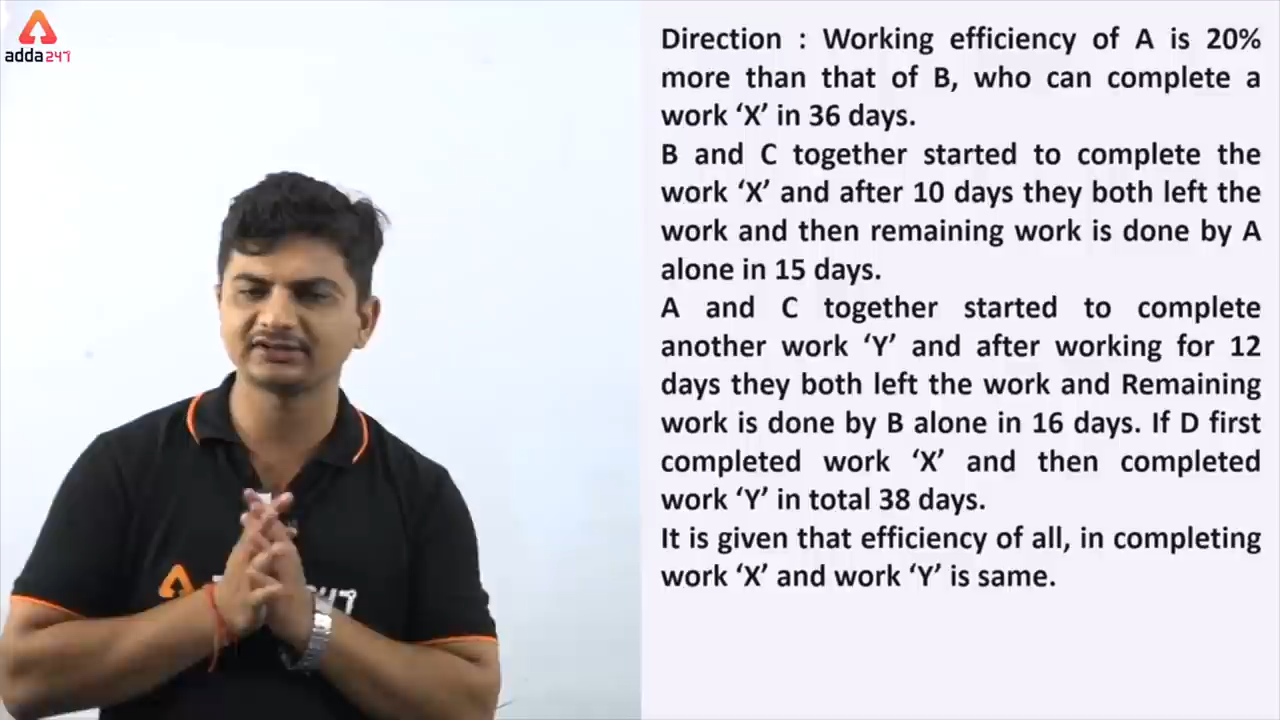 adda247
Direction : Working efficiency of A is 20%
more than that of B, who can complete a
work ‘X’ in 36 days.
B and C together started to complete the
work ‘X’ and after 10 days they both left the
work and then remaining work is done by A
alone in 15 days.
A and C together started to complete
another work ‘Y’ and after working for 12
days they both left the work and Remaining
work is done by B alone in 16 days. If D first
completed work ‘X’ and then completed
work ‘Y’ in total 38 days.
It is given that efficiency of all, in completing
work ‘X’ and work ‘Y’ is same.